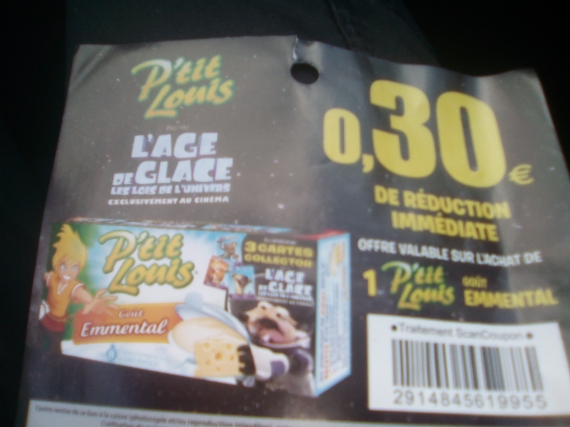 P'tit
Louis
L'AGE
DE GLACE
LES LOIS DE L'UNIVERS
EXCLUSIVEMENT AU CINÉMA
0,30€
DE RÉDUCTION
IMMÉDIATE
OFFRE VALABLE SUR L'ACHAT DE
1 P'tit Louis goût EMMENTAL
P'tit
Louis
Goût
Emmental
3 CARTES
COLLECTOR
L'AGE
DE GLACE
Traitement ScanCoupon
2914845619955